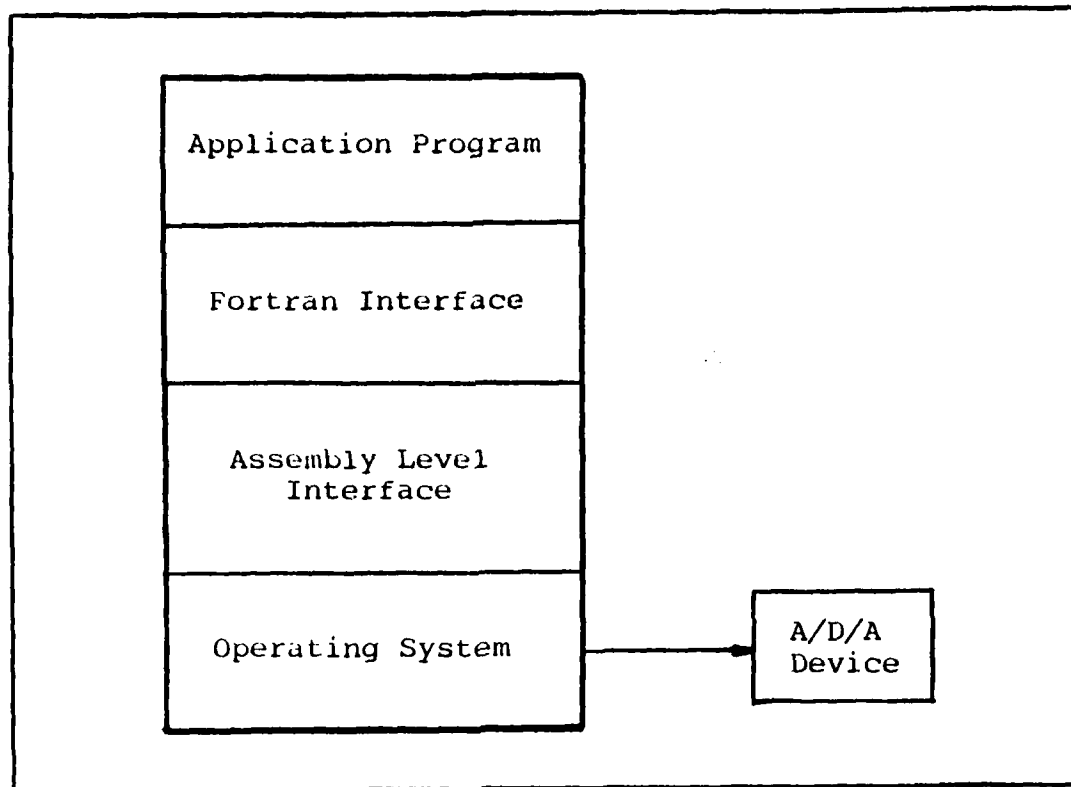 Application Program
Fortran Interface
Assembly Level
Interface
Operating System
A/D/A
Device